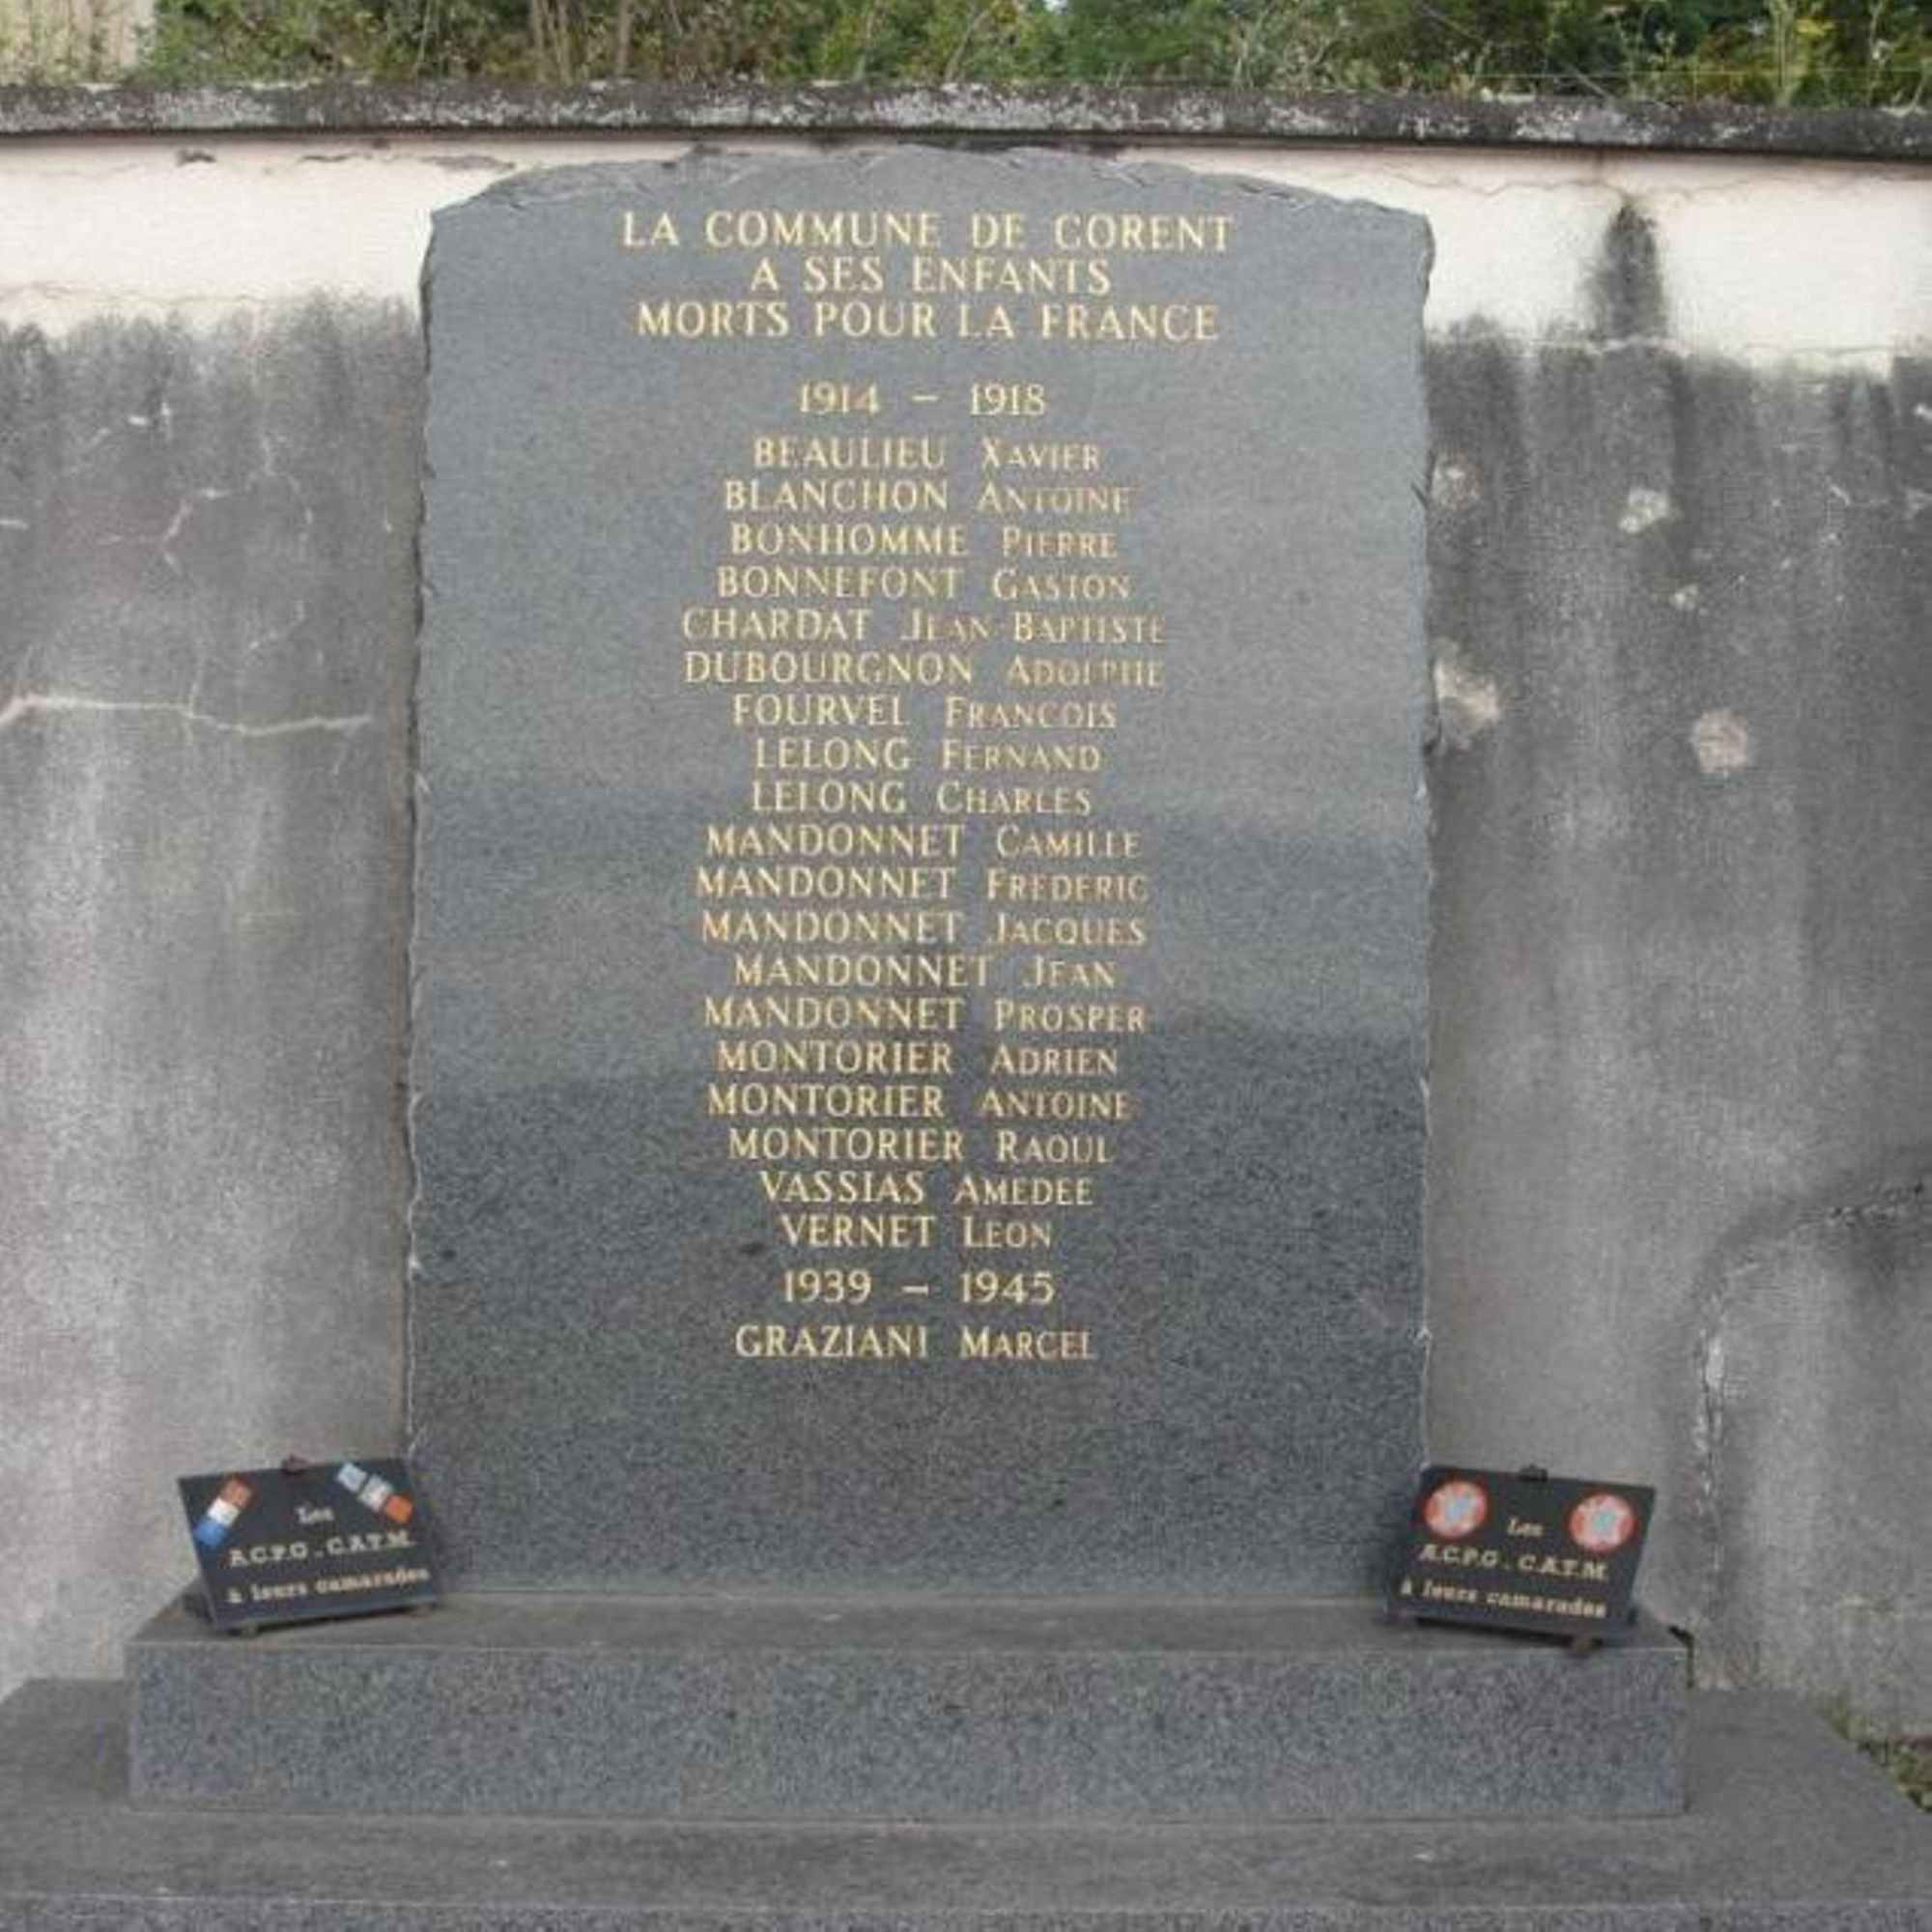 LA COMMUNE DE CORENT
A SES ENFANTS
MORTS POUR LA FRANCE
1914 - 1918
BEAULIEU XAVIER
BLANCHON ANTOINE
BONHOMME PIERRE
BONNEFONT GASTON
CHARDAT JEAN-BAPTISTE
DUBOURGNON ADOLPHE
FOURVEL FRANCOIS
LELONG FERNAND
LELONG CHARLES
MANDONNET CAMILLE
MANDONNET FREDERIC
MANDONNET JACQUES
MANDONNET JEAN
MANDONNET PROSPER
MONTORIER ADRIEN
MONTORIER ANTOINE
MONTORIER RAOUL
VASSIAS AMEDEE
VERNET LEON
1939 - 1945
GRAZIANI MARCEL
Les
A.C.P.G. C.A.T.M.
à leurs camarades
Les
A.C.P.G. C.A.T.M.
à leurs camarades